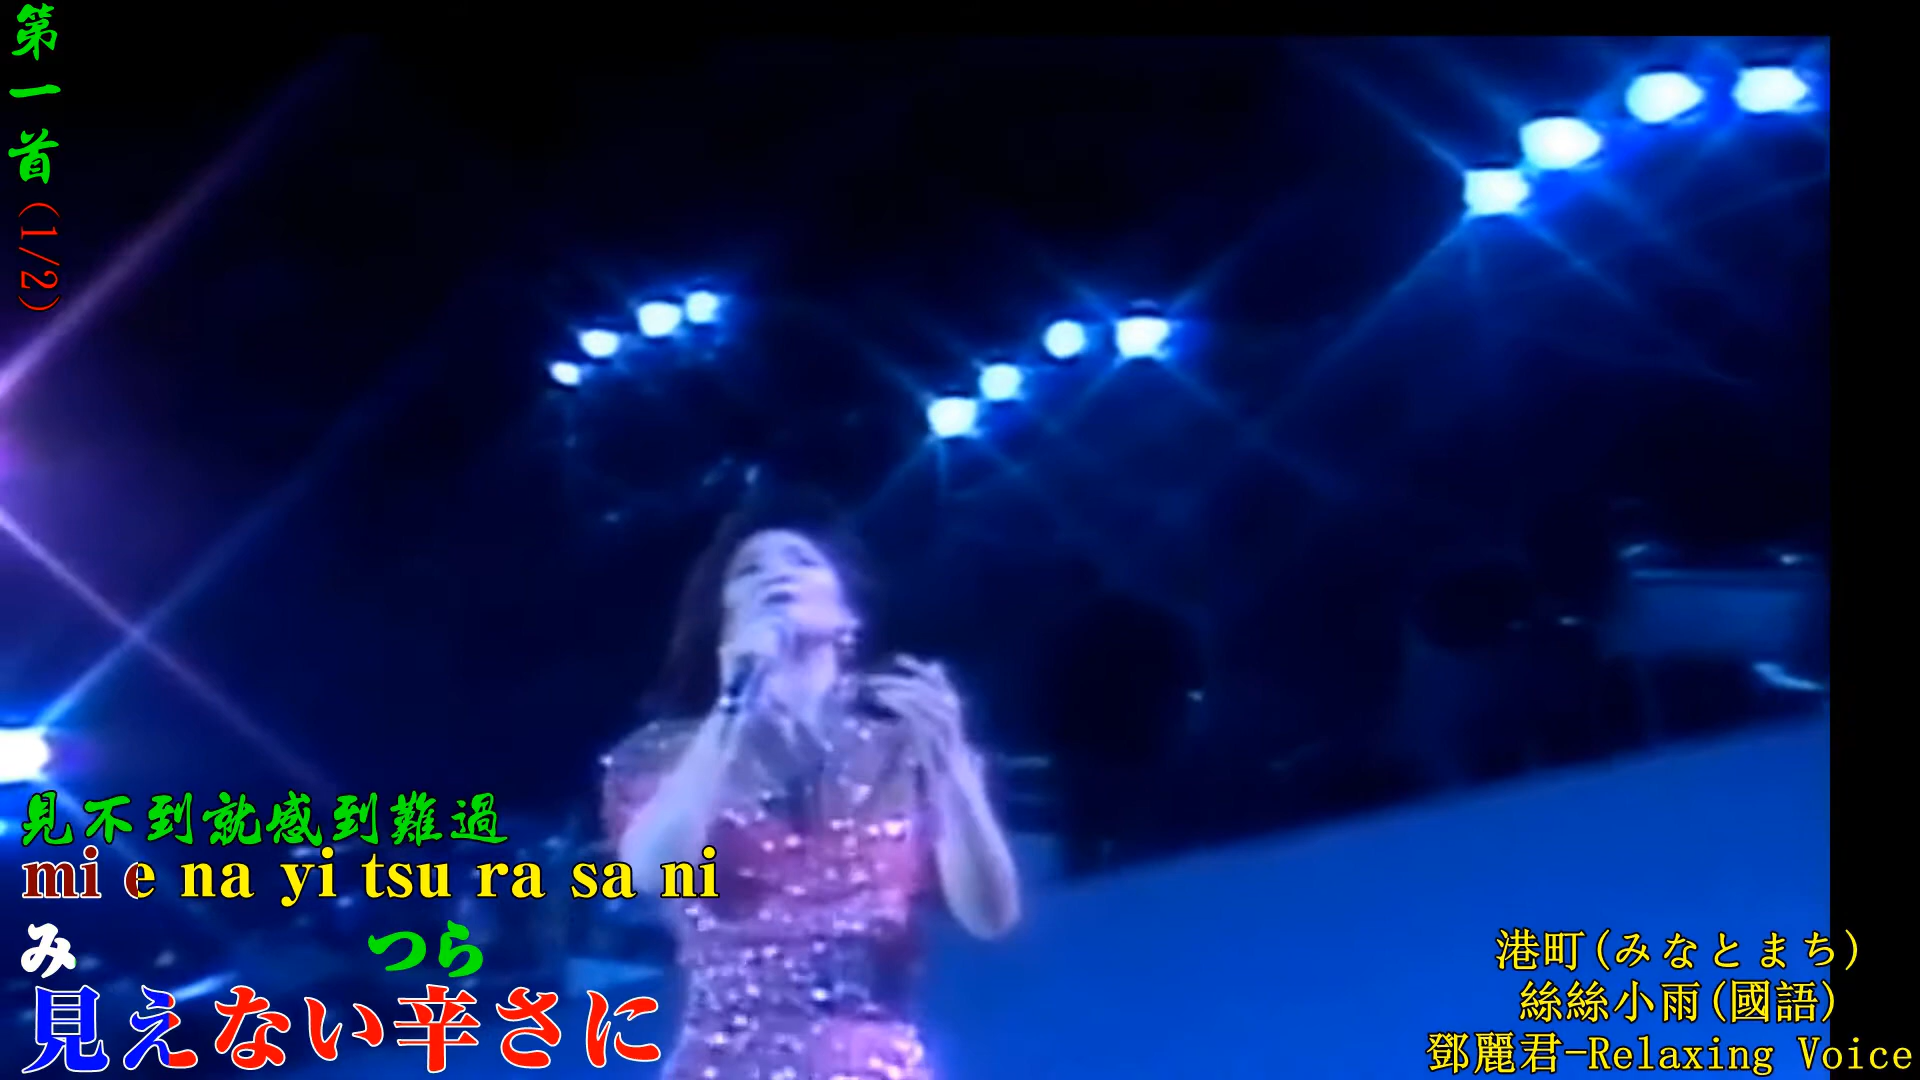 第一首(1/2)
見不到就感到難過
mi e na yi tsu ra sa ni
み つら
見えない辛さに
港町(みなとまち)
絲絲小雨(國語)
鄧麗君-Relaxing Voice